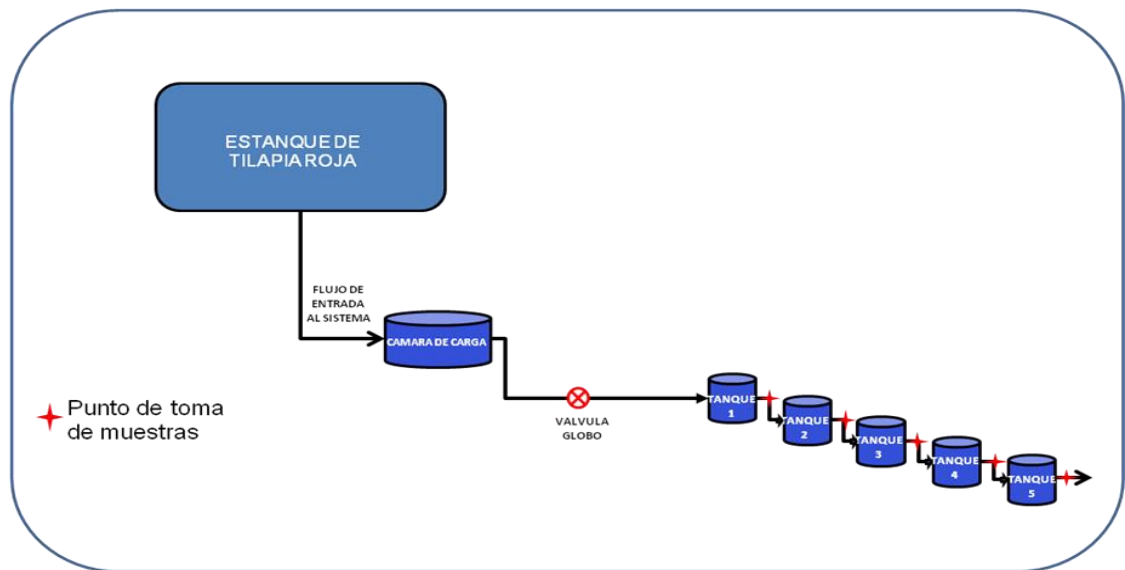 ESTANQUE DE
TILAPIA ROJA
FLUJO DE
ENTRADA
AL SISTEMA
CAMARA DE CARGA
VALVULA
GLOBO
TANQUE
1
TANQUE
2
TANQUE
3
TANQUE
4
TANQUE
5
Punto de toma
de muestras